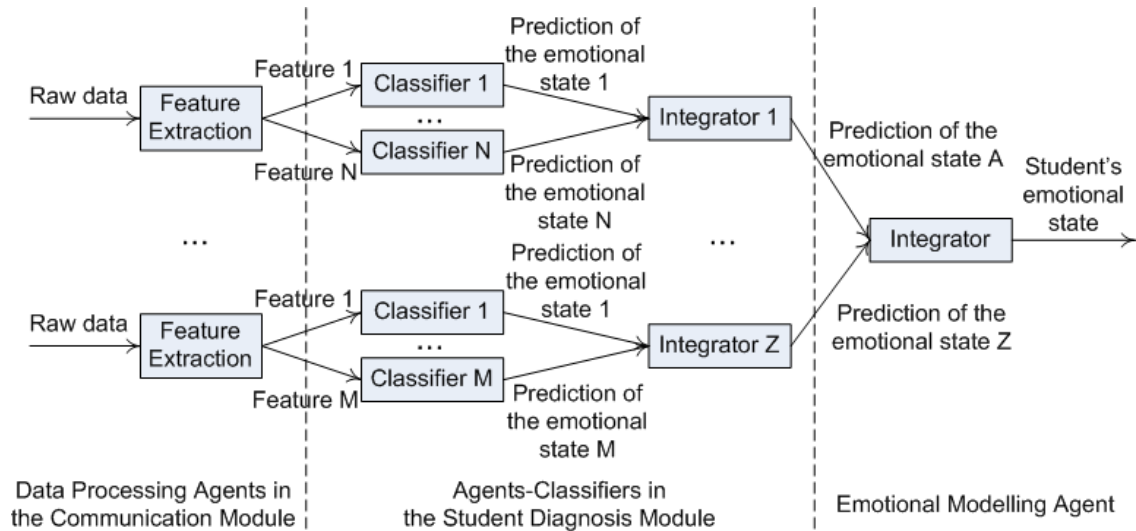 Raw data
Feature
Extraction
Feature 1
Feature N
Classifier 1
...
Classifier N
Prediction of
the emotional
state 1
Prediction of
the emotional
state N
Integrator 1
Prediction of the
emotional state A
...
...
Integrator
Student's
emotional
state
Raw data
Feature
Extraction
Feature 1
Feature M
Classifier 1
...
Classifier M
Prediction of
the emotional
state 1
Prediction of
the emotional
state M
Integrator Z
Prediction of the
emotional state Z
Data Processing Agents in
the Communication Module
Agents-Classifiers in
the Student Diagnosis Module
Emotional Modelling Agent